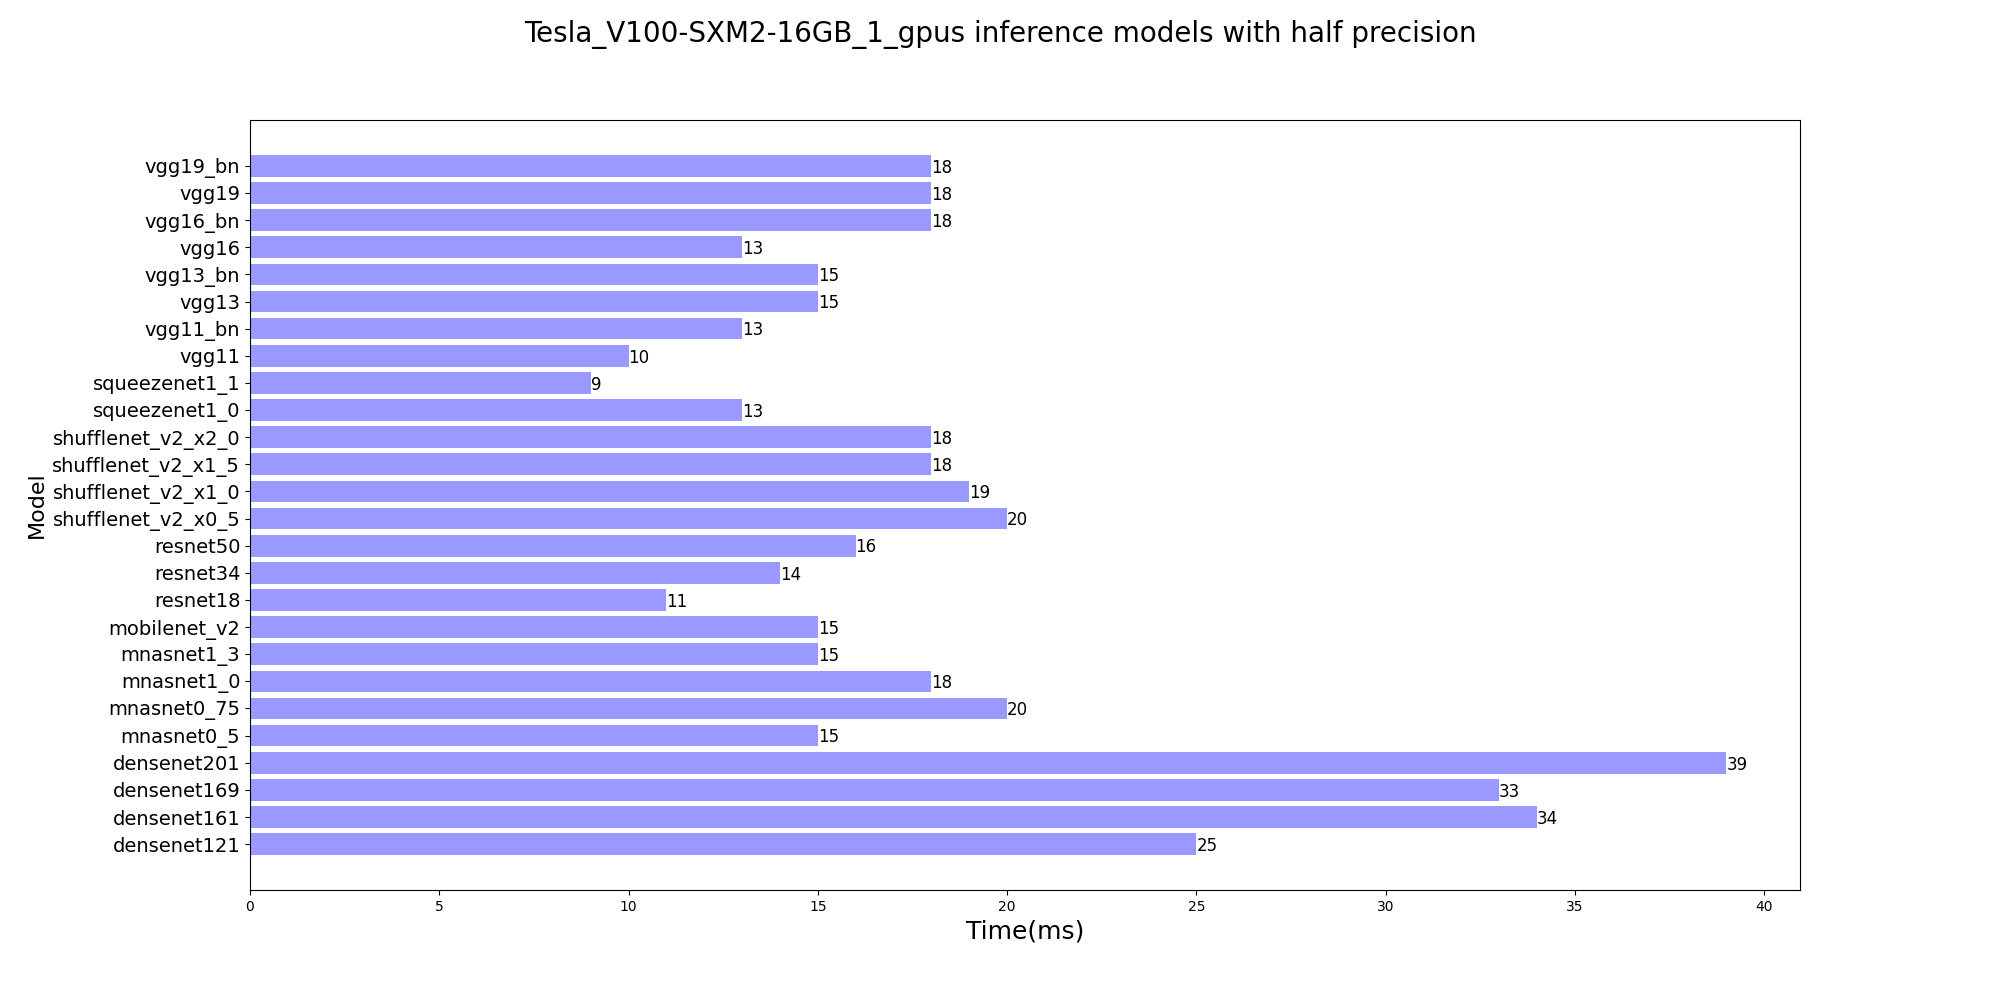 Tesla_V100-SXM2-16GB_1_gpus inference models with half precision
vgg19_bn 18
vgg19 18
vgg16_bn 18
vgg16 13
vgg13_bn 15
vgg13 15
vgg11_bn 13
vgg11 10
squeezenet1_1 9
squeezenet1_0 13
shufflenet_v2_x2_0 18
shufflenet_v2_x1_5 18
shufflenet_v2_x1_0 19
shufflenet_v2_x0_5 20
resnet50 16
resnet34 14
resnet18 11
mobilenet_v2 15
mnasnet1_3 15
mnasnet1_0 18
mnasnet0_75 20
mnasnet0_5 15
densenet201 39
densenet169 33
densenet161 34
densenet121 25
Model
0 5 10 15 20 25 30 35 40
Time(ms)